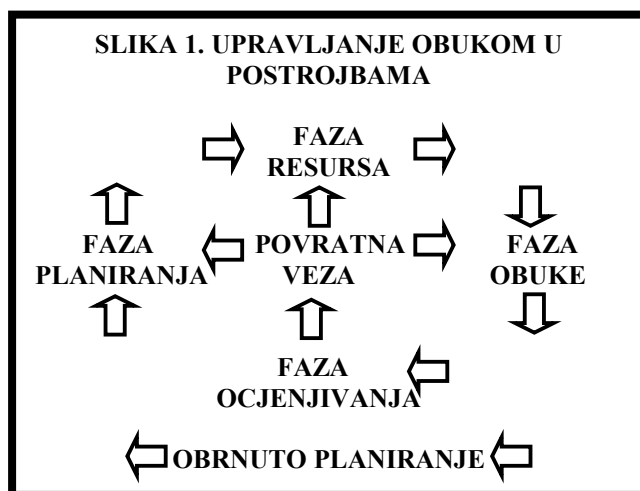 SLIKA 1. UPRAVLJANJE OBUKOM U
POSTROJBAMA
FAZA
RESURSA
FAZA
PLANIRANJA
POVRATNA
VEZA
FAZA
OBUKE
FAZA
OCJENJIVANJA
OBRNUTO PLANIRANJE